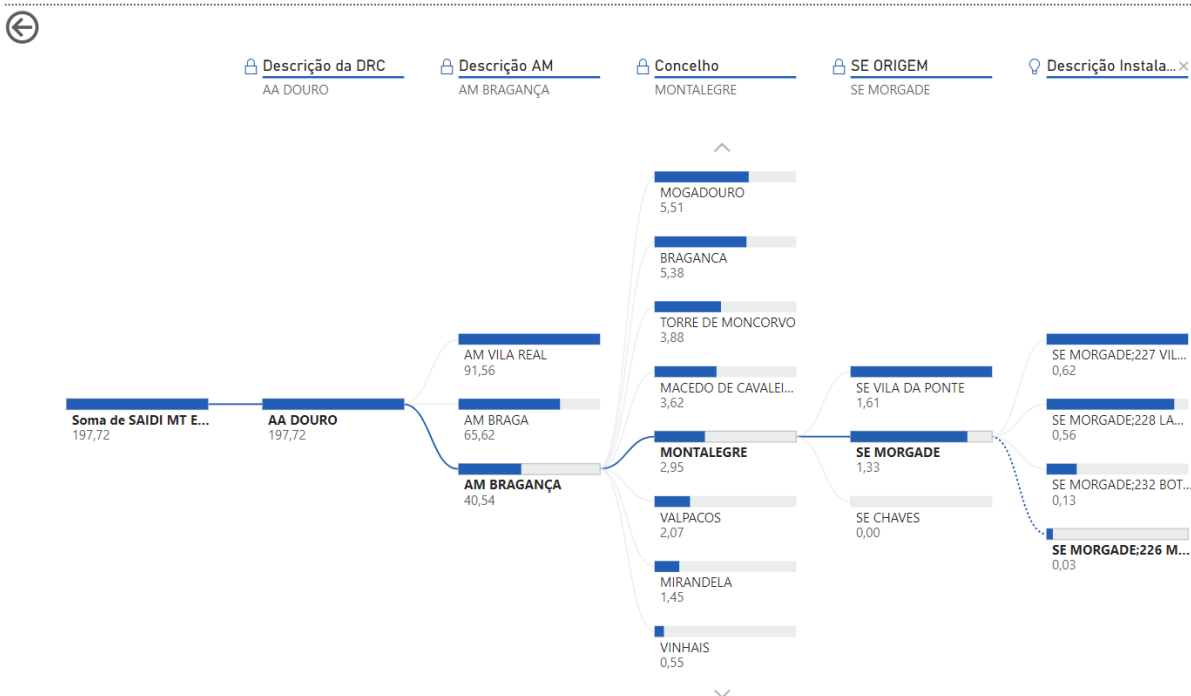 Descrição da DRC
AA DOURO
Descrição AM
AM BRAGANÇA
Concelho
MONTALEGRE
SE ORIGEM
SE MORGADE
Descrição Instala...
Soma de SAIDI MT E...
197,72
AA DOURO
197,72
AM VILA REAL
91,56
AM BRAGA
65,62
AM BRAGANÇA
40,54
MOGADOURO
5,51
BRAGANCA
5,38
TORRE DE MONCORVO
3,88
MACEDO DE CAVALEI...
3,62
MONTALEGRE
2,95
VALPACOS
2,07
MIRANDELA
1,45
VINHAIS
0,55
SE VILA DA PONTE
1,61
SE MORGADE
1,33
SE CHAVES
0,00
SE MORGADE;227 VIL...
0,62
SE MORGADE;228 LA...
0,56
SE MORGADE;232 BOT...
0,13
SE MORGADE;226 M...
0,03